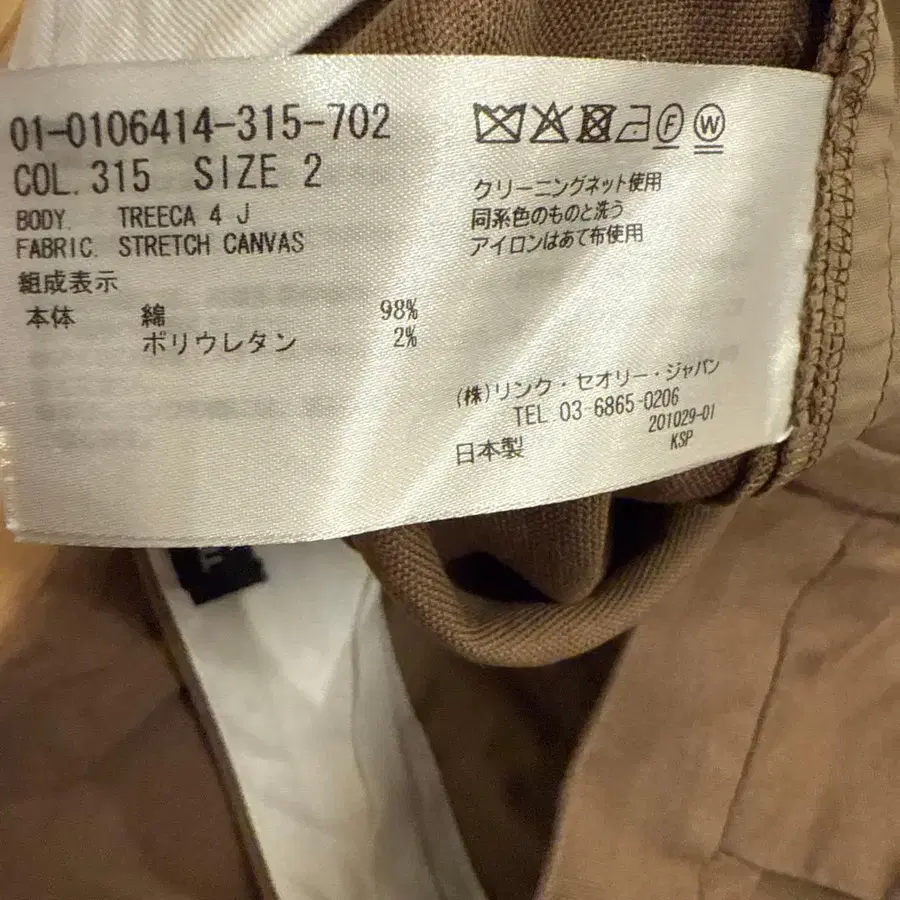 01-0106414-315-702
COL. 315 SIZE 2
BODY. TREECA 4 J
FABRIC. STRETCH CANVAS
組成表示
本体 綿 98%
ポリウレタン 2%
F W
クリーニングネット使用
同系色のものと洗う
アイロンはあて布使用
(株)リンク・セオリー・ジャパン
TEL 03-6865-0206
201029-01
日本製 KSP